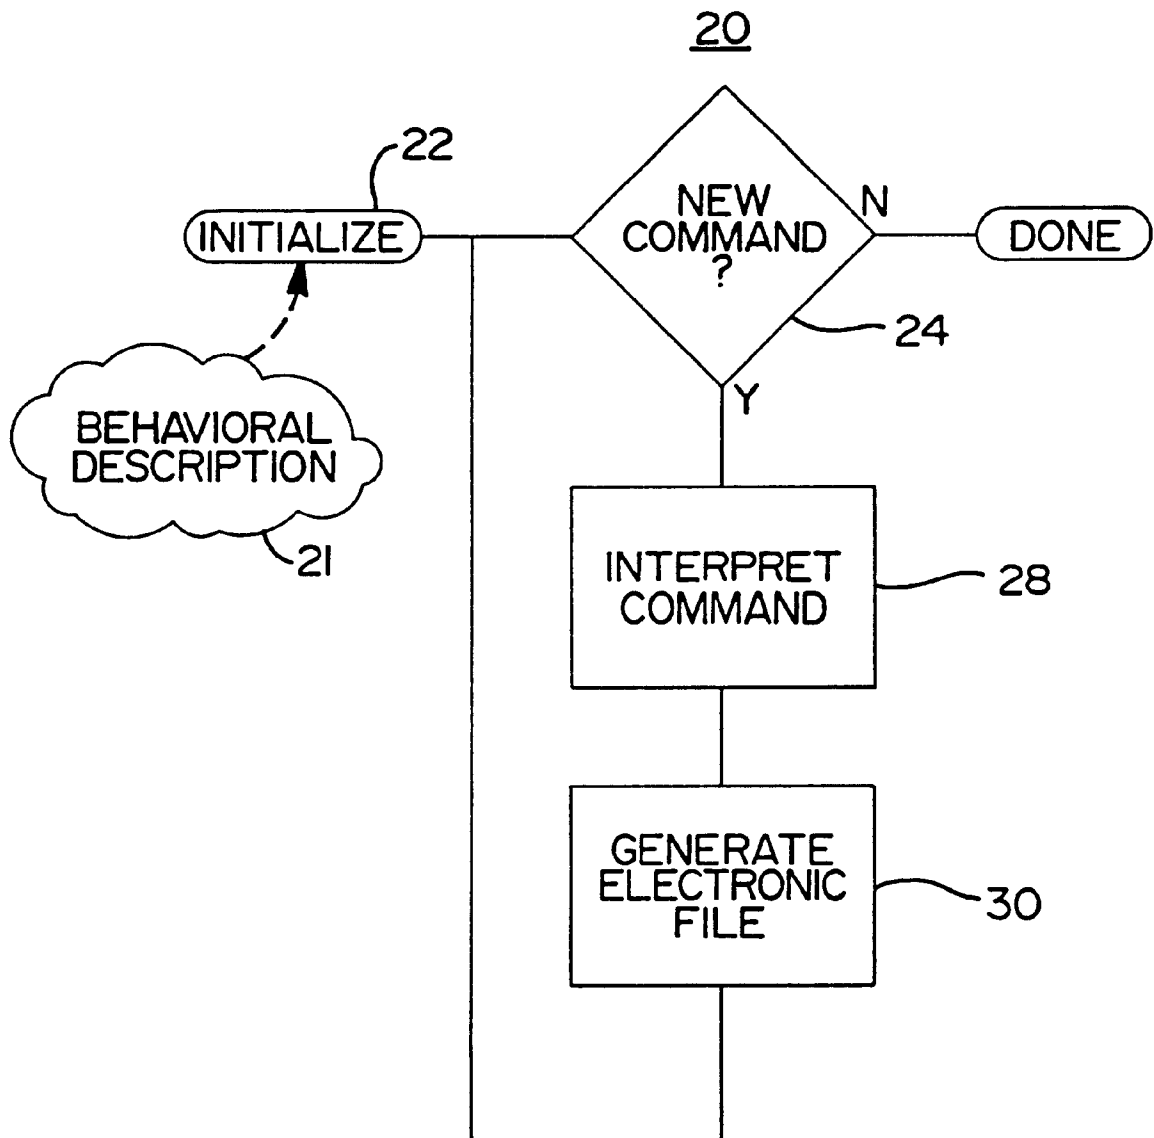 20
22
INITIALIZE
NEW
COMMAND
?
N
DONE
24
Y
BEHAVIORAL
DESCRIPTION
21
INTERPRET
COMMAND
28
GENERATE
ELECTRONIC
FILE
30